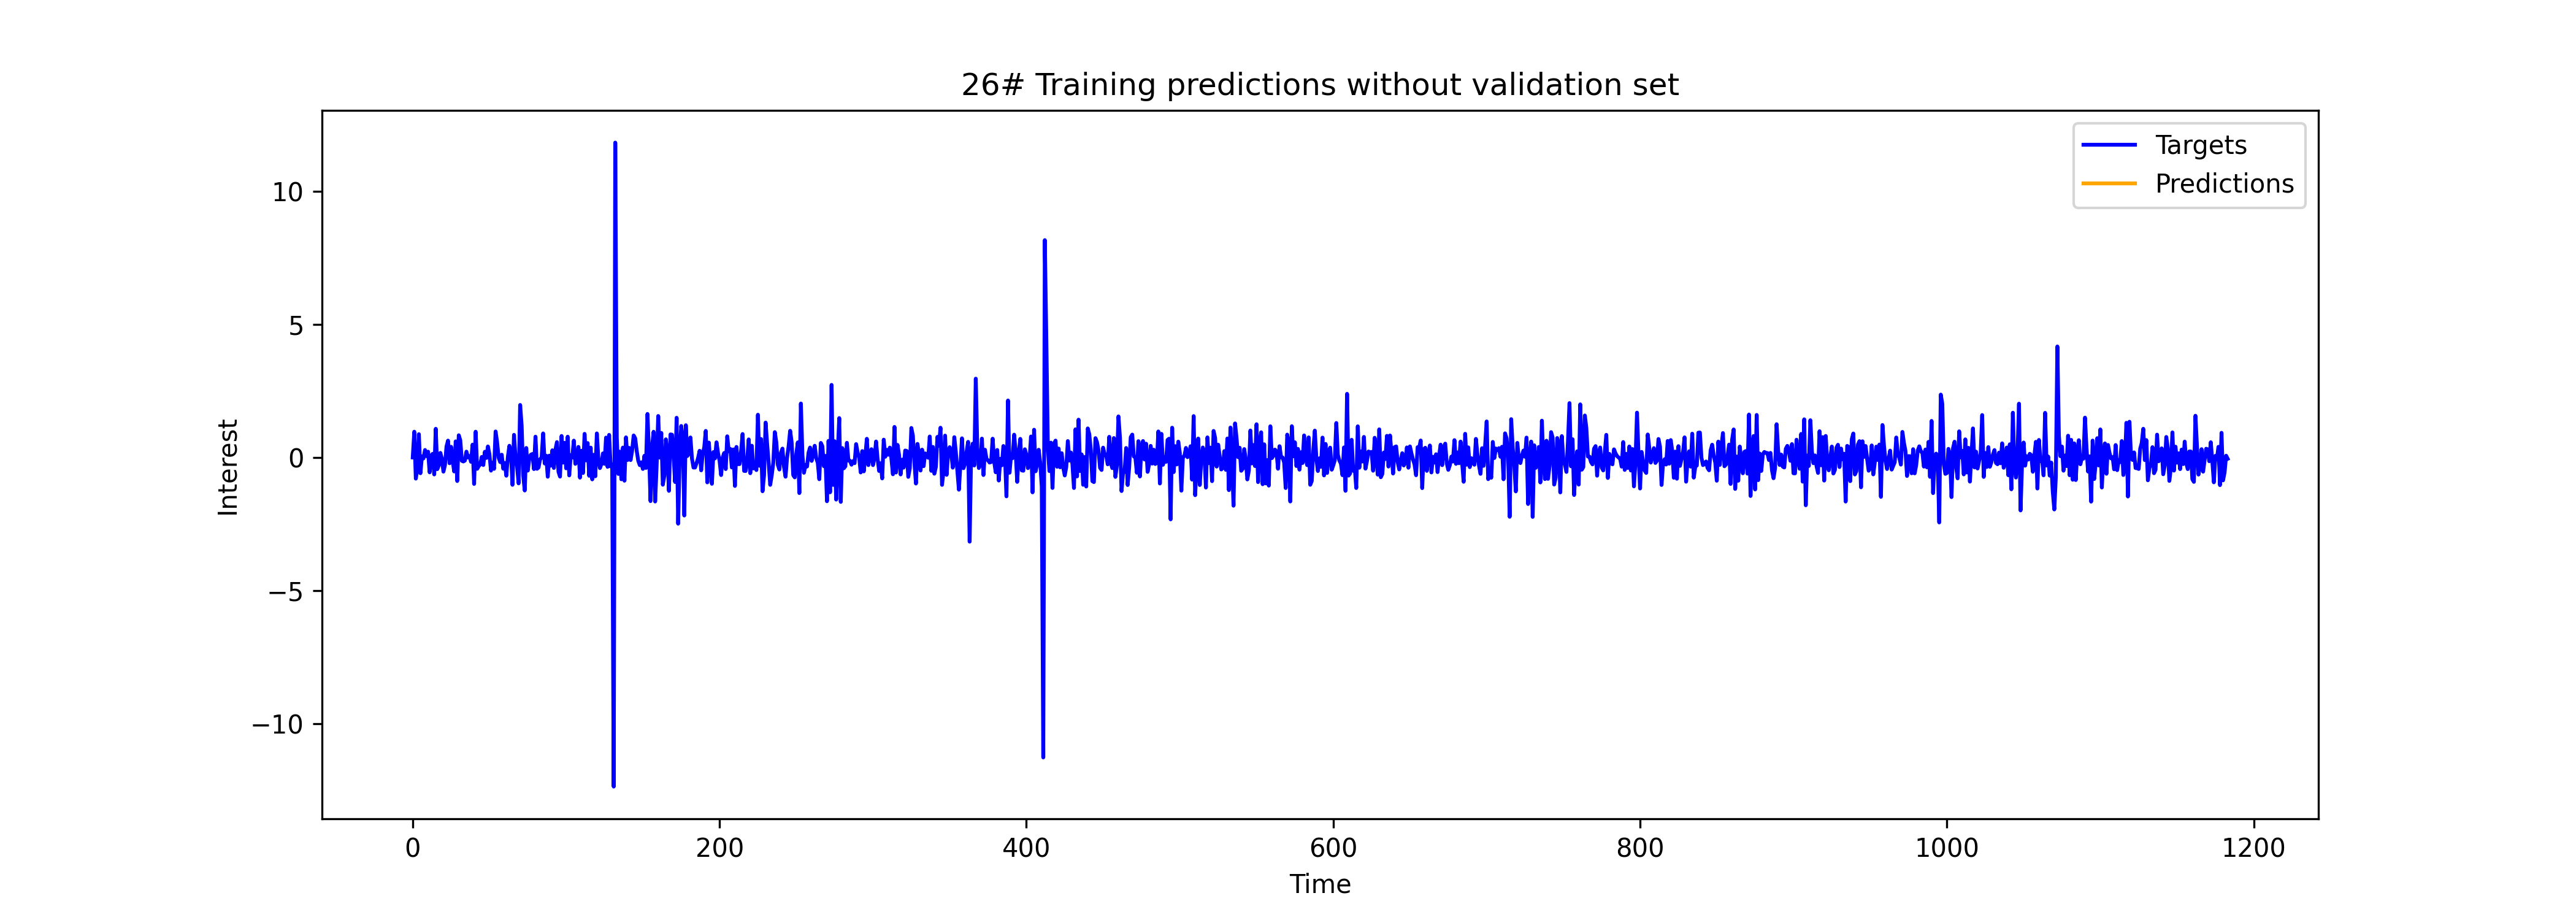 26# Training predictions without validation set
Targets
Predictions
10
5
0
−5
−10
Interest
0 200 400 600 800 1000 1200
Time